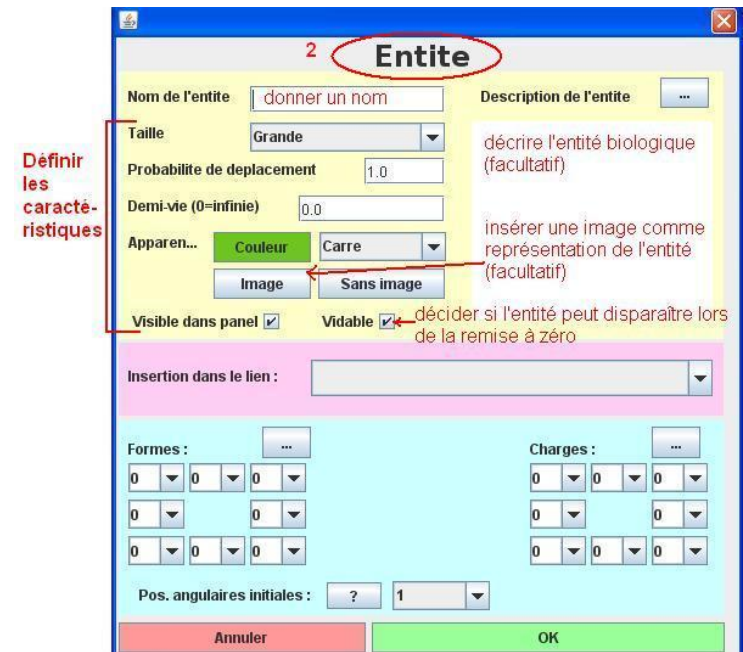 2 Entite
Nom de l'entite donner un nom Description de l'entite ...
Taille Grande
décrire l'entité biologique
(facultatif)
Définir
les
caracté-
ristiques
Probabilite de deplacement 1.0
Demi-vie (0=infinie) 0.0
insérer une image comme
représentation de l'entité
(facultatif)
Apparen... Couleur Carre
Image Sans image
Visible dans panel Vidable
décider si l'entité peut disparaître lors
de la remise à zéro
Insertion dans le lien :
Formes : ... Charges : ...
0 0 0 0 0 0
0 0 0 0
0 0 0 0 0 0
Pos. angulaires initiales : ? 1
Annuler OK